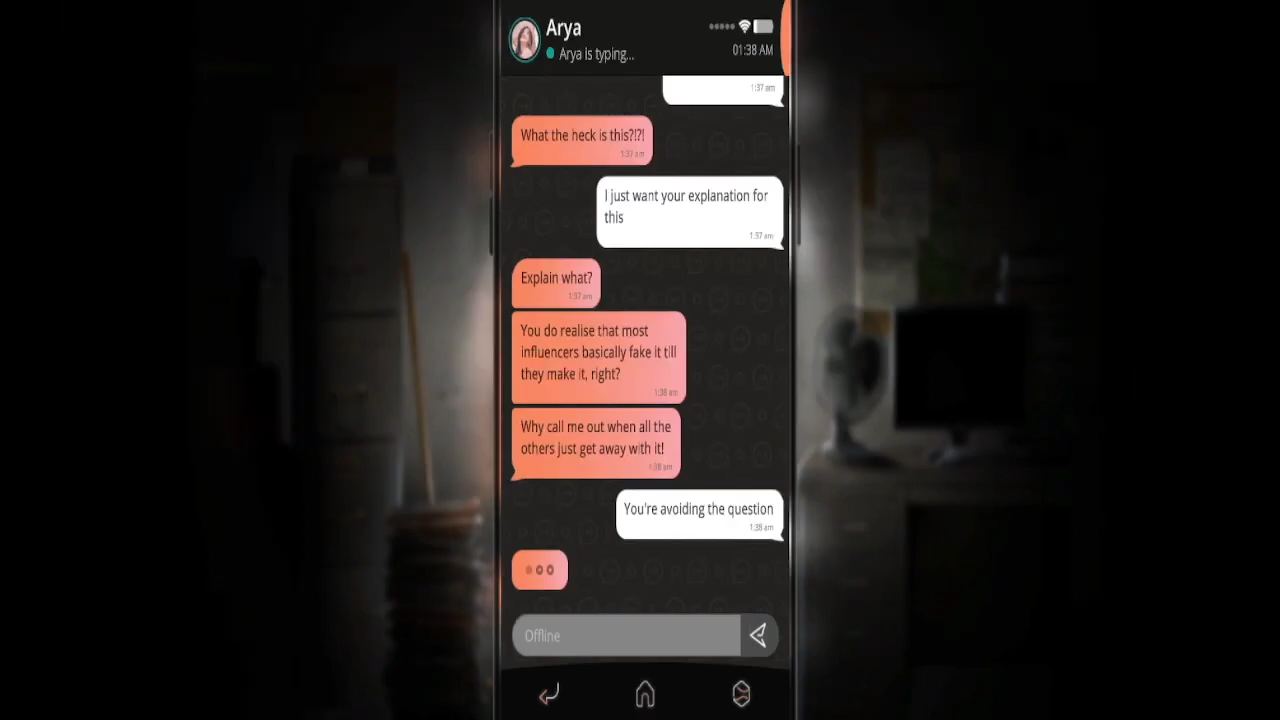 Arya
Arya is typing...
01:38 AM
1:37 am
What the heck is this?!?!
1:37 am
I just want your explanation for
this
1:37 am
Explain what?
1:37 am
You do realise that most
influencers basically fake it till
they make it, right?
1:38 am
Why call me out when all the
others just get away with it!
1:38 am
You're avoiding the question
1:38 am
Offline